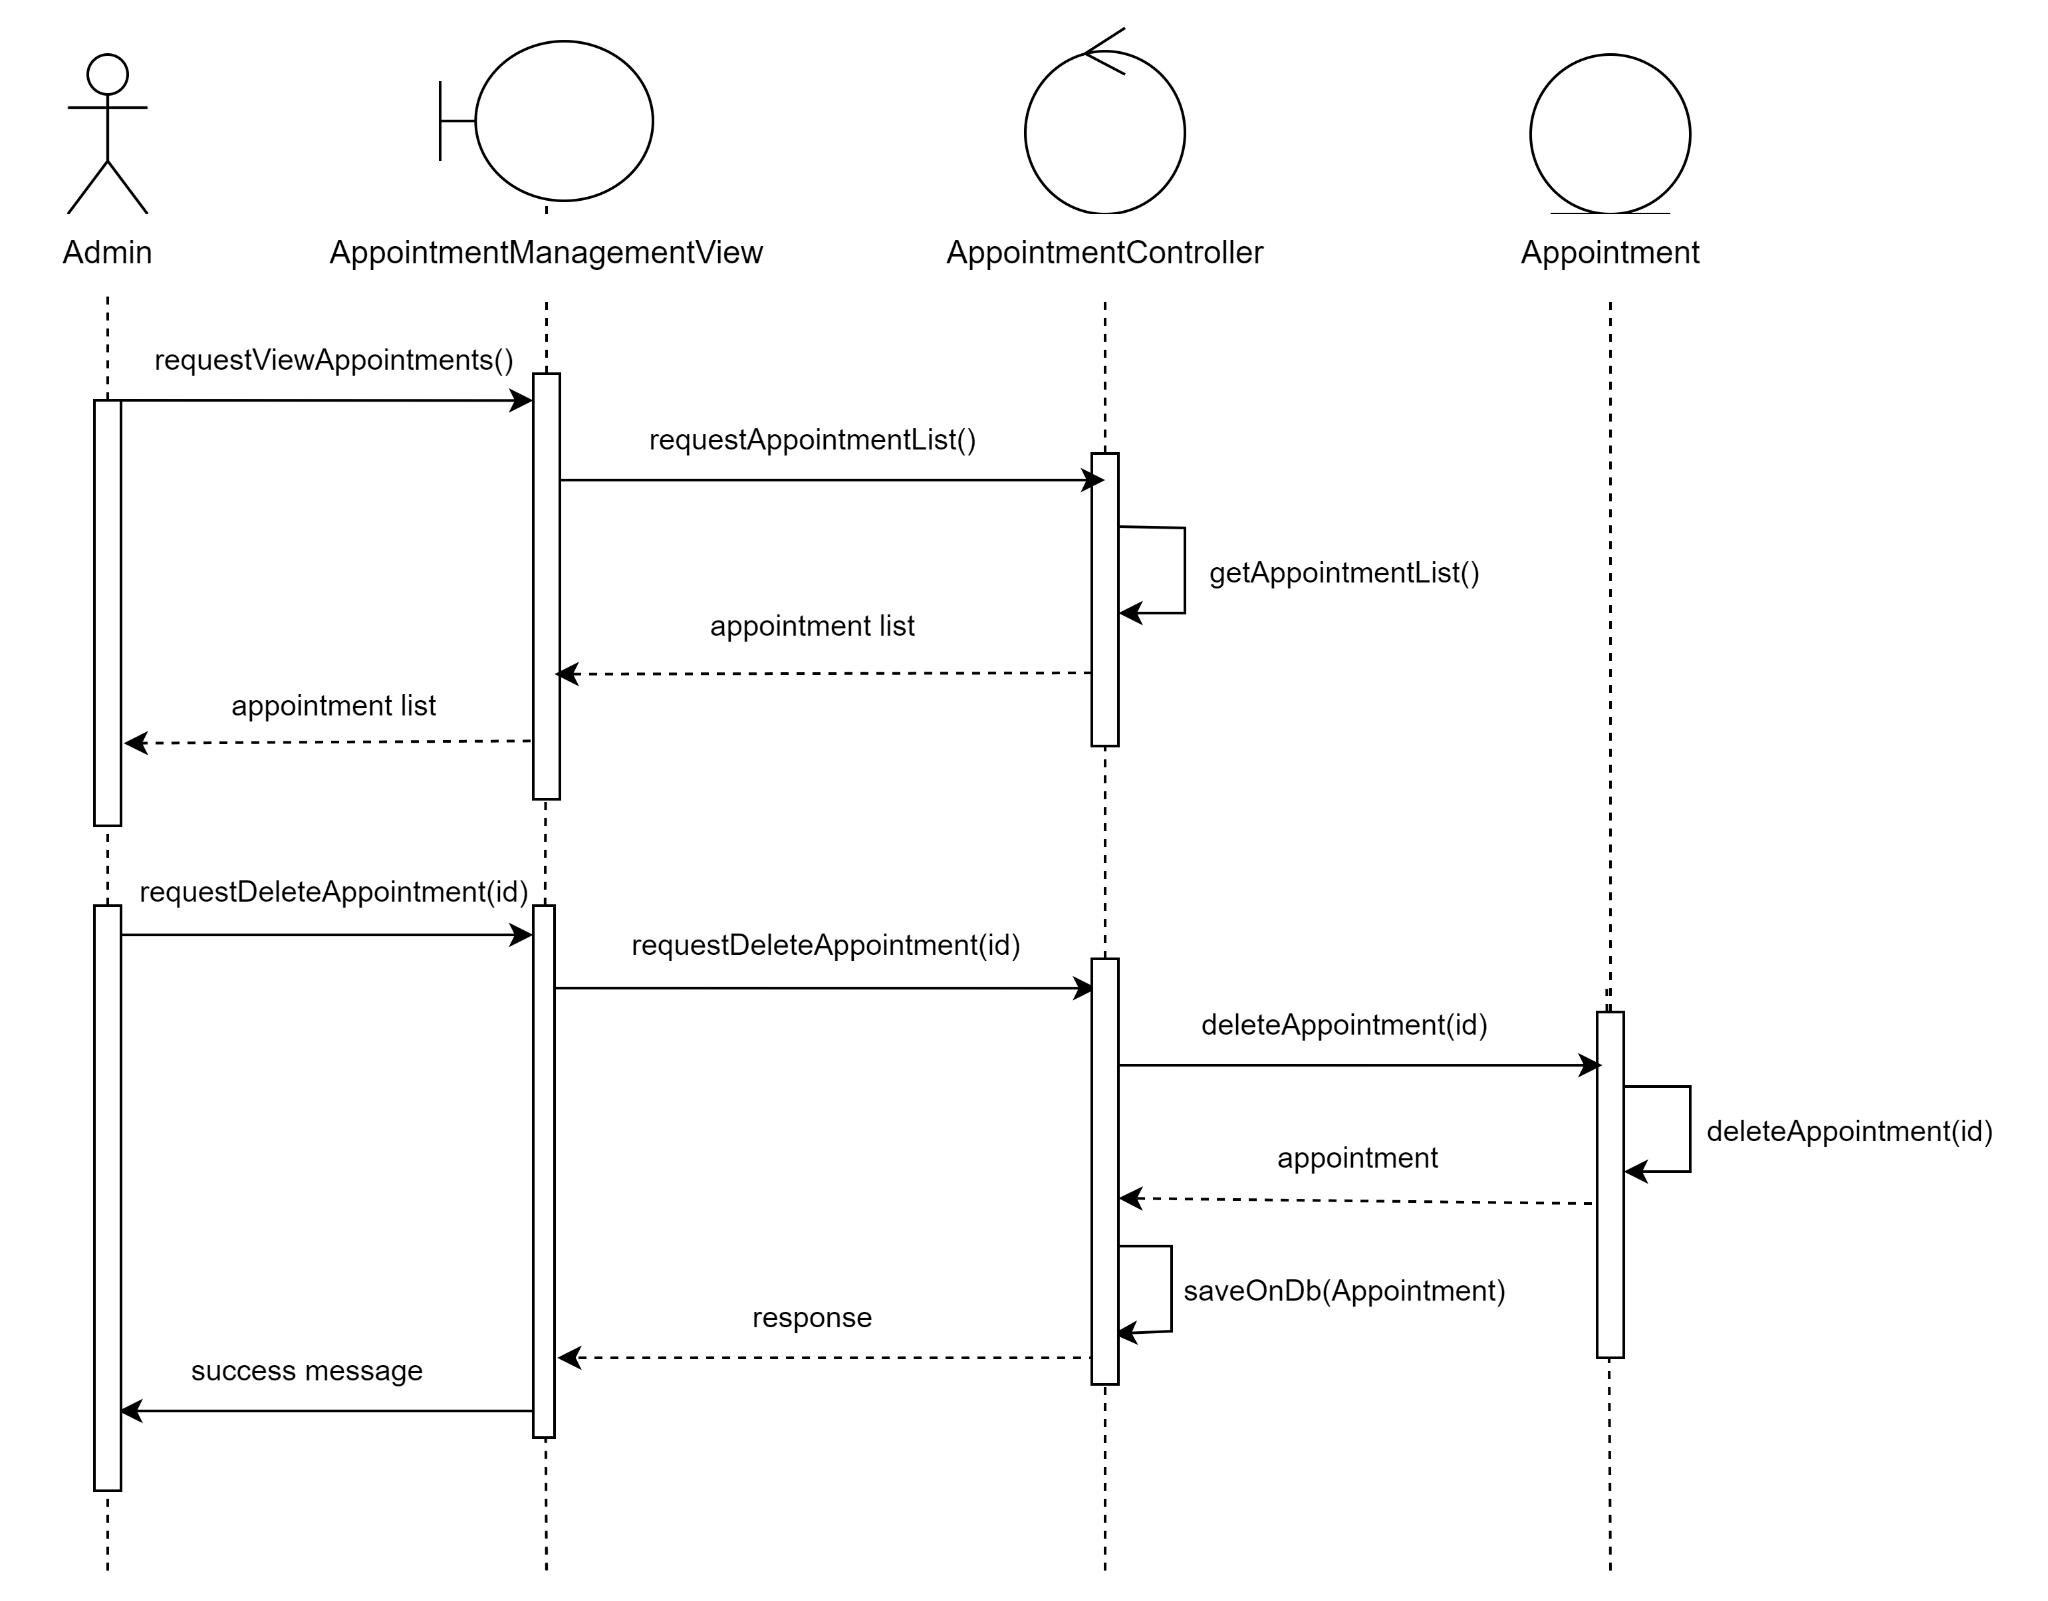 Admin
AppointmentManagementView
AppointmentController
Appointment
requestViewAppointments()
requestAppointmentList()
getAppointmentList()
appointment list
appointment list
requestDeleteAppointment(id)
requestDeleteAppointment(id)
deleteAppointment(id)
deleteAppointment(id)
appointment
saveOnDb(Appointment)
response
success message